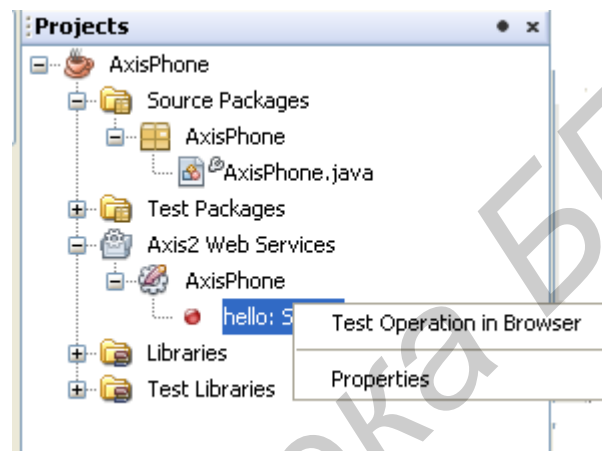 Projects
AxisPhone
Source Packages
AxisPhone
AxisPhone.java
Test Packages
Axis2 Web Services
AxisPhone
hello: S
Test Operation in Browser
Libraries
Properties
Test Libraries